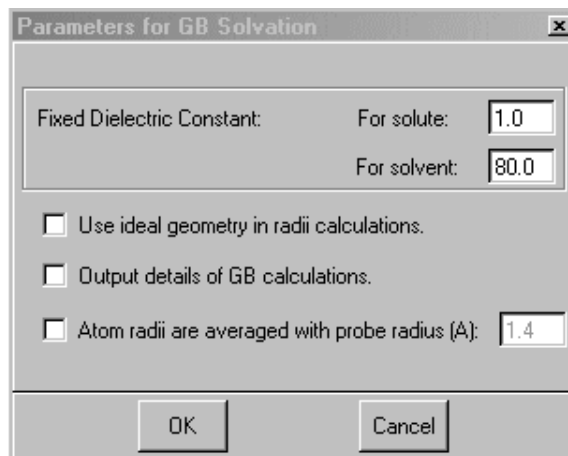 Parameters for GB Solvation
Fixed Dielectric Constant: For solute: 1.0
For solvent: 80.0
Use ideal geometry in radii calculations.
Output details of GB calculations.
Atom radii are averaged with probe radius (A): 1.4
OK Cancel